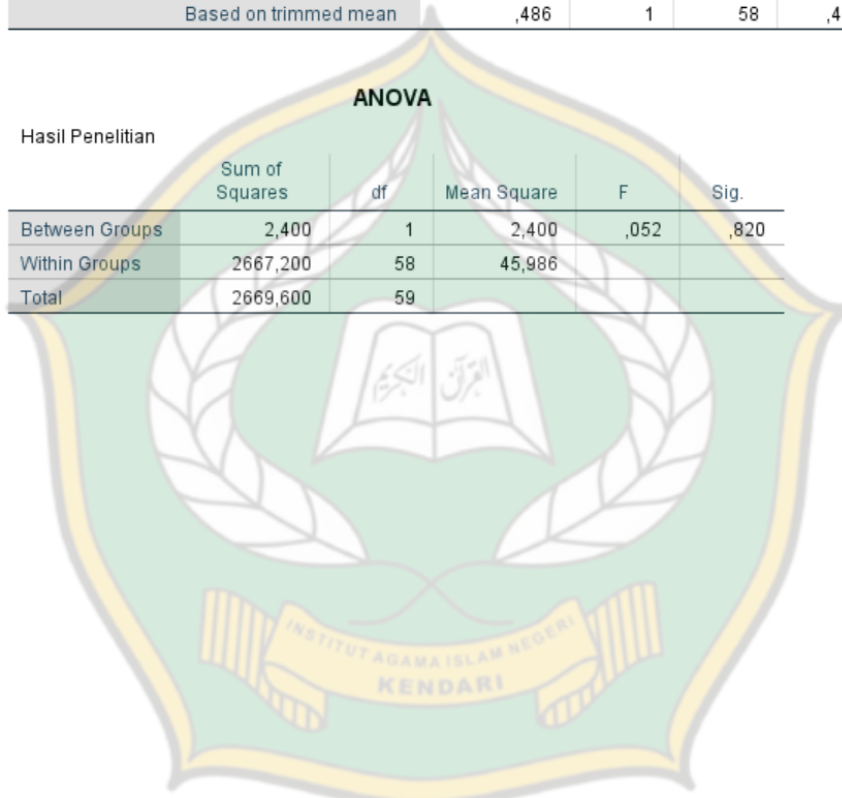 Based on trimmed mean ,486 1 58 ,4
ANOVA
Hasil Penelitian
Sum of Squares df Mean Square F Sig.
Between Groups 2,400 1 2,400 ,052 ,820
Within Groups 2667,200 58 45,986
Total 2669,600 59
القرآن الكريم
INSTITUT AGAMA ISLAM NEGERI
KENDARI